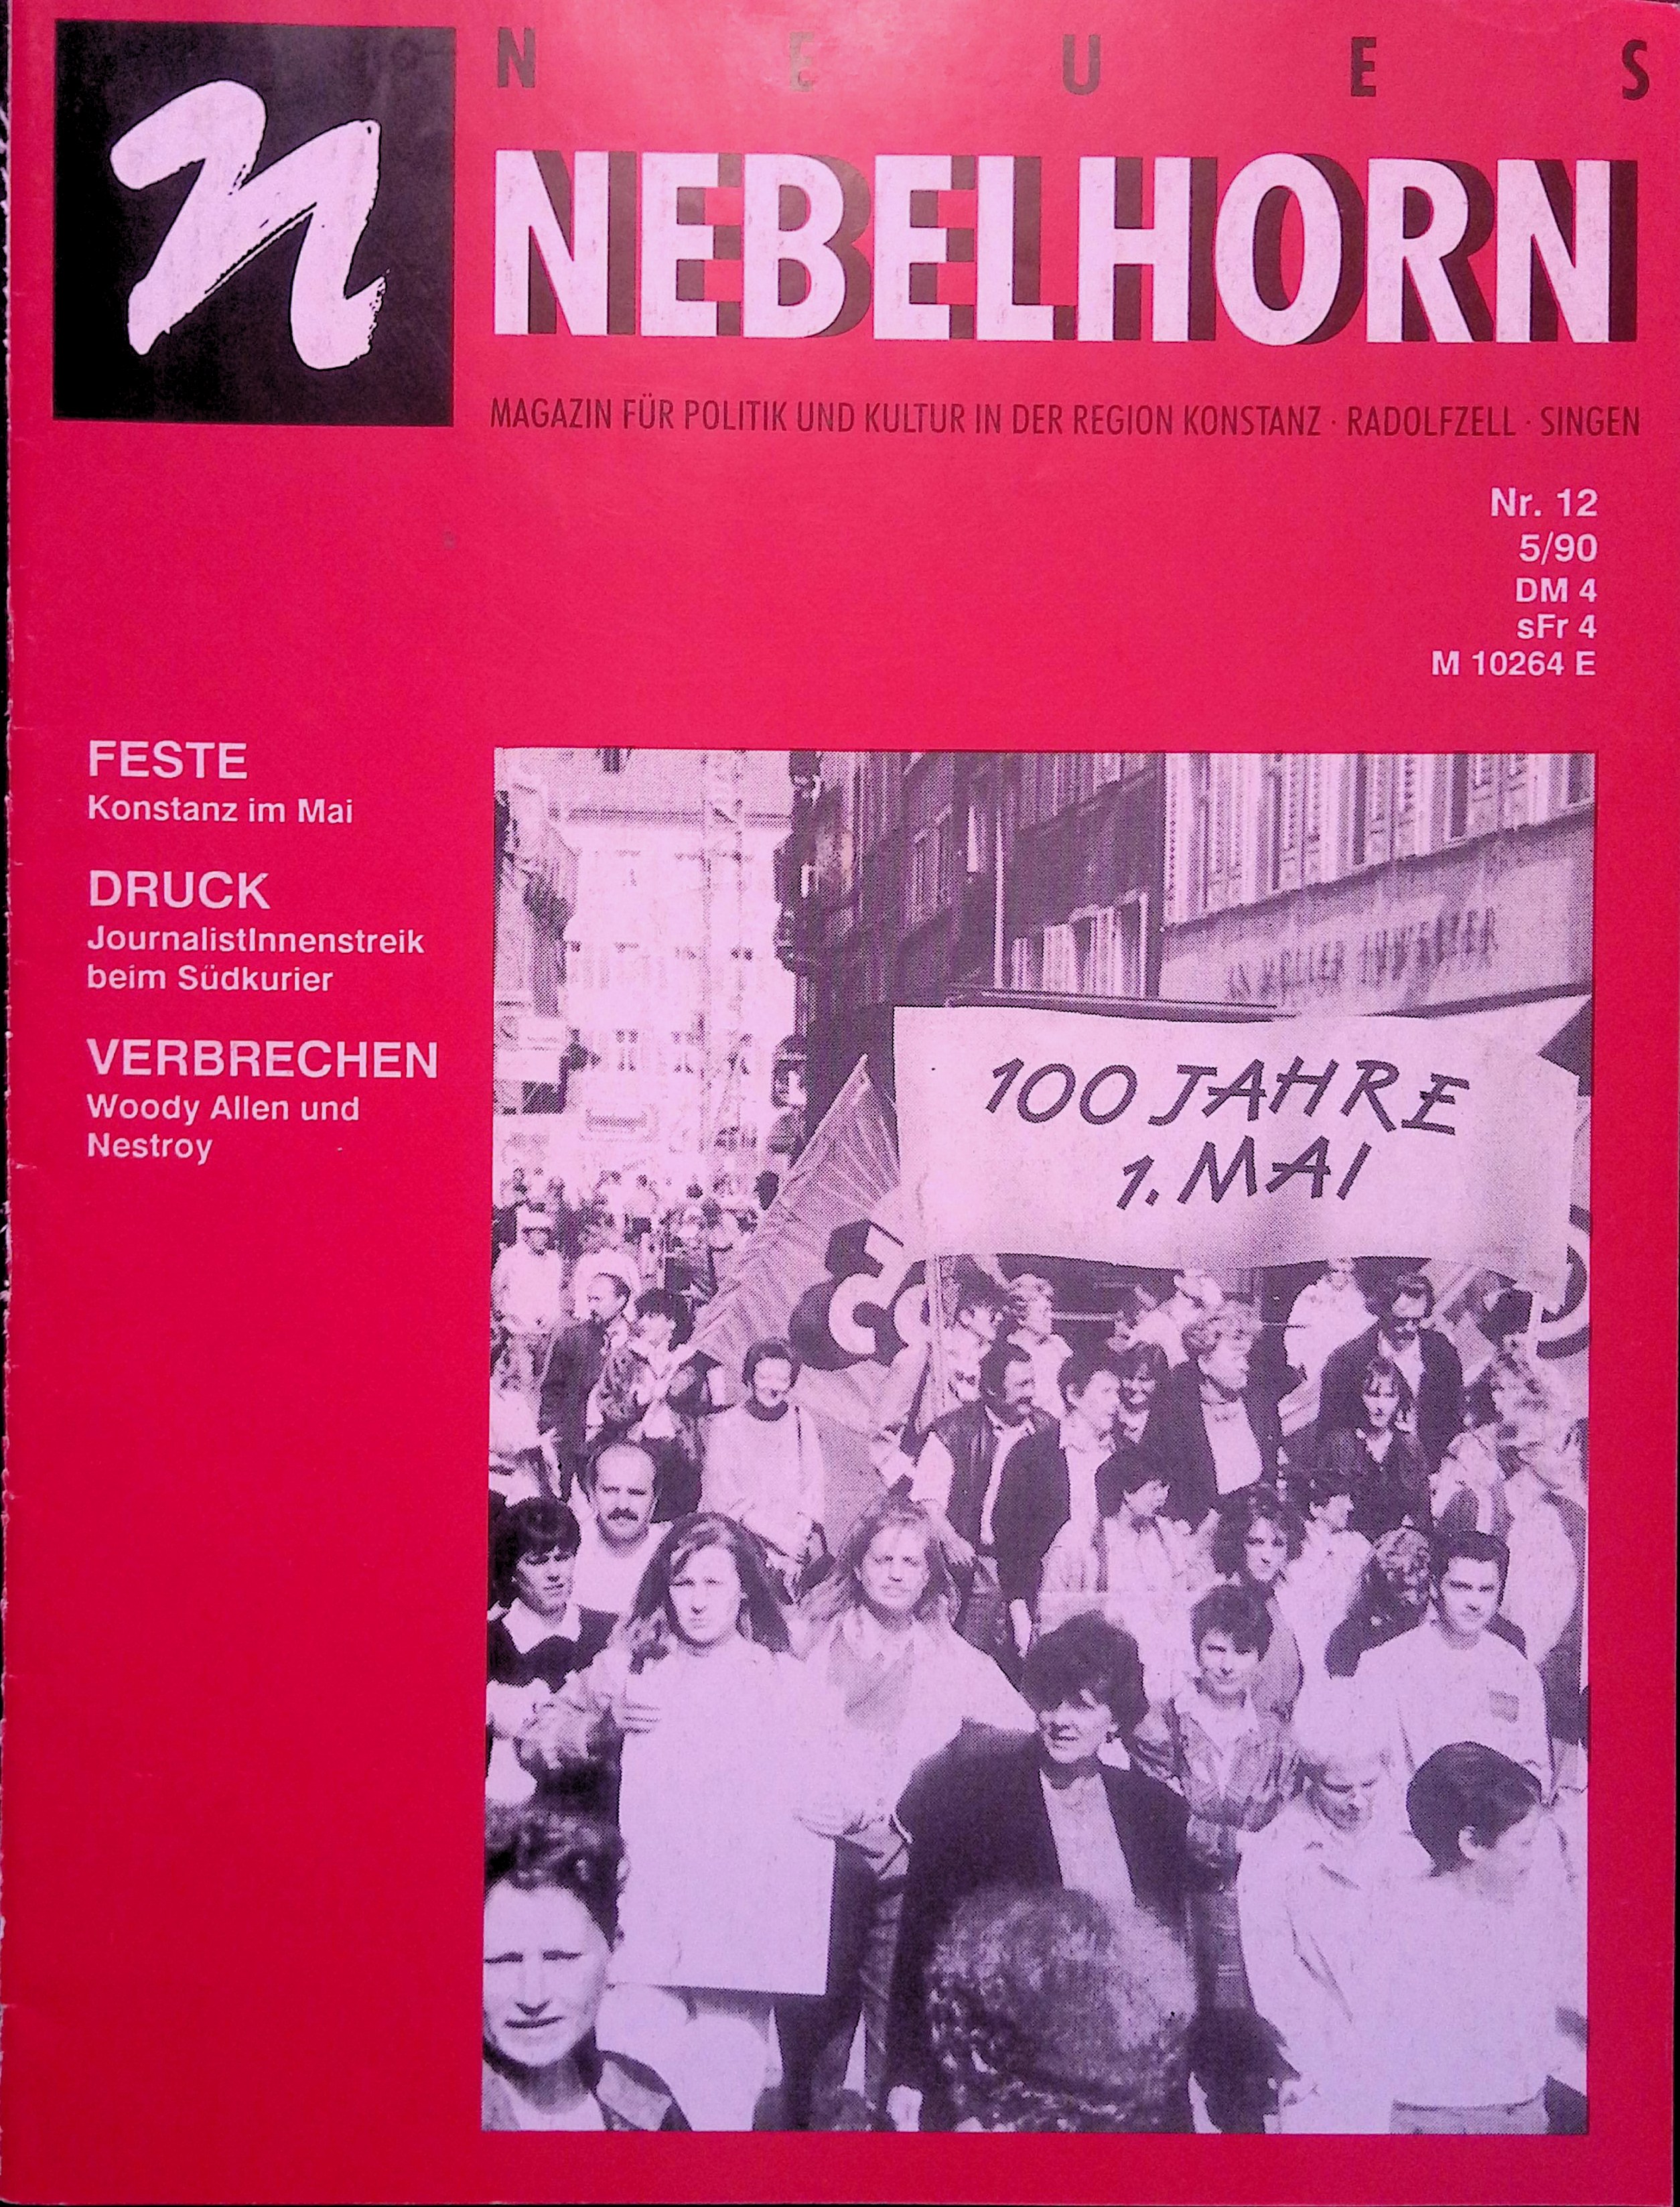 n
NEUES
NEBELHORN
MAGAZIN FÜR POLITIK UND KULTUR IN DER REGION KONSTANZ · RADOLFZELL · SINGEN
Nr. 12
5/90
DM 4
sFr 4
M 10264 E
FESTE
Konstanz im Mai
DRUCK
JournalistInnenstreik
beim Südkurier
VERBRECHEN
Woody Allen und
Nestroy
100 JAHRE
1. MAI